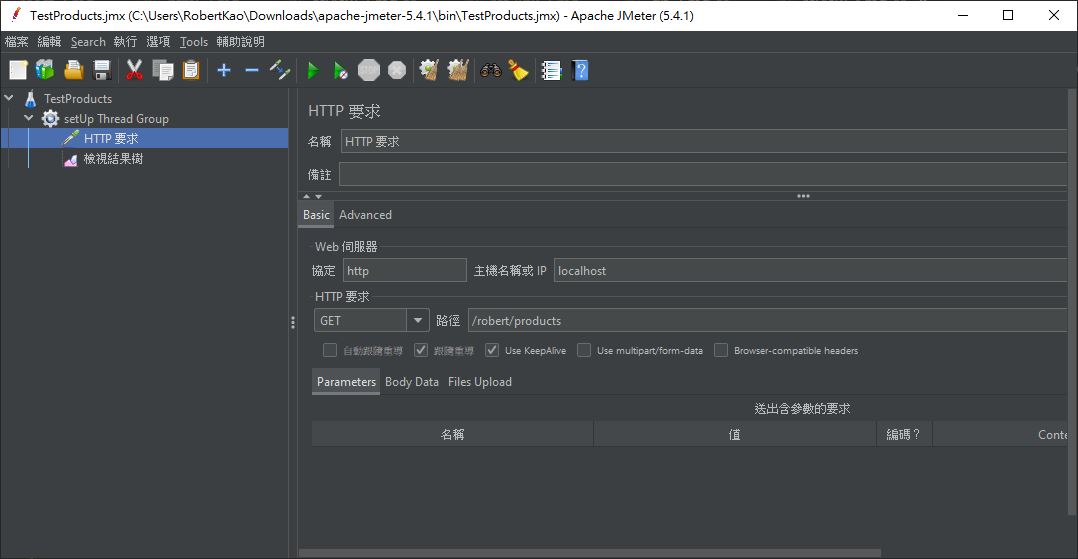 TestProducts.jmx (C:\Users\RobertKao\Downloads\apache-jmeter-5.4.1\bin\TestProducts.jmx) - Apache JMeter (5.4.1)
檔案 編輯 Search 執行 選項 Tools 輔助說明
STOP
TestProducts
setUp Thread Group
HTTP 要求
檢視結果樹
HTTP 要求
名稱 HTTP 要求
備註
Basic Advanced
Web 伺服器
協定 http 主機名稱或 IP localhost
HTTP 要求
GET 路徑 /robert/products
自動跟隨重導 跟隨重導 Use KeepAlive Use multipart/form-data Browser-compatible headers
Parameters Body Data Files Upload
送出含參數的要求
名稱 值 編碼? Conte